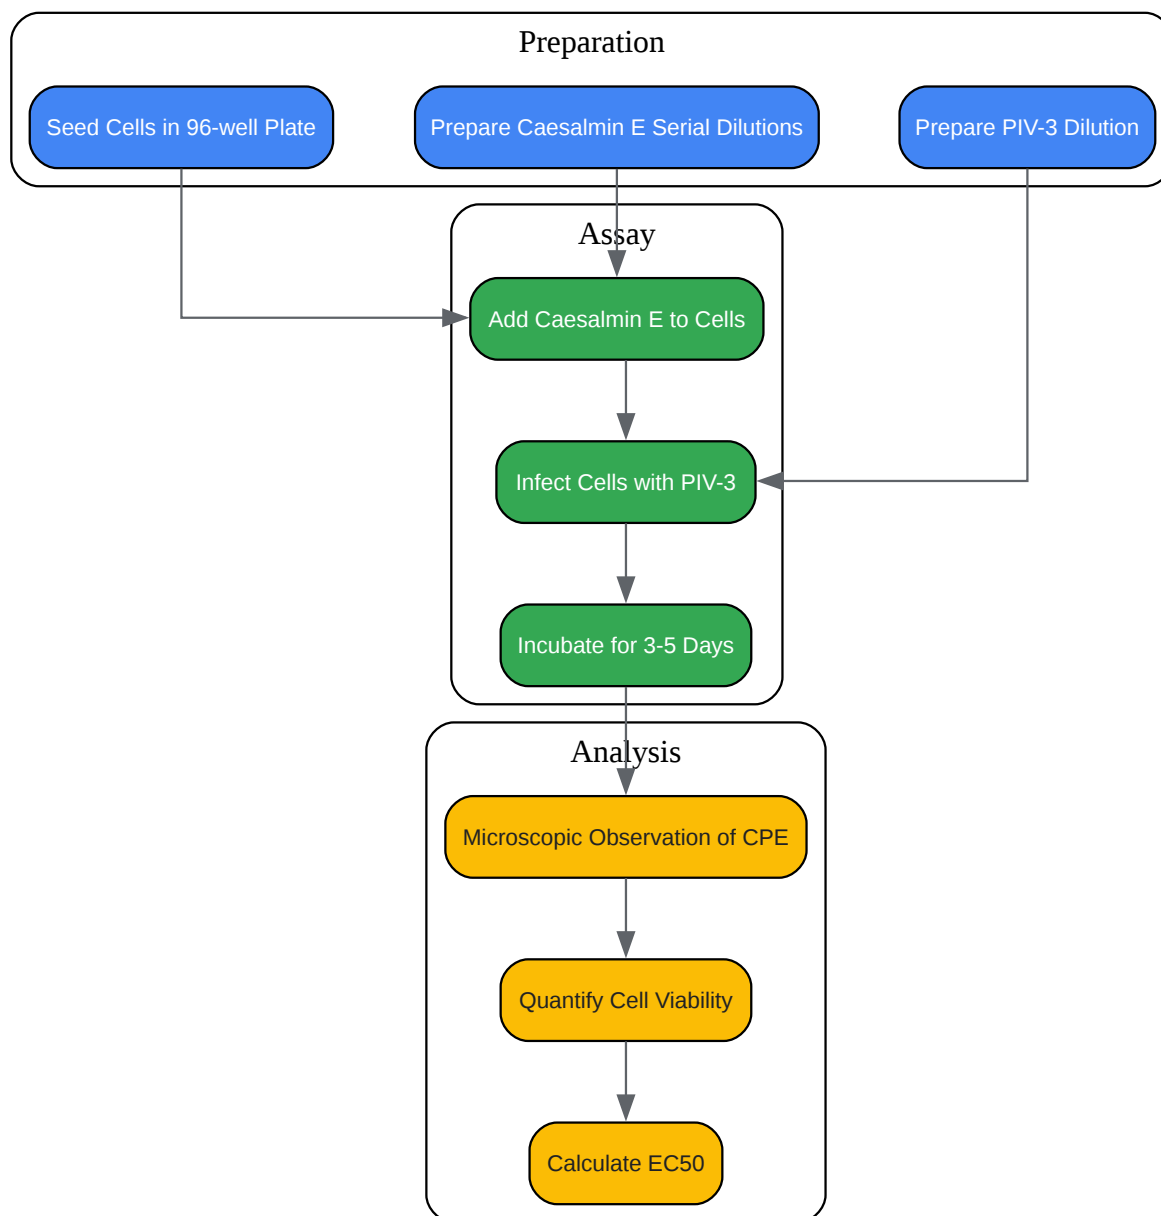 Preparation
Seed Cells in 96-well Plate
Prepare Caesalmin E Serial Dilutions
Prepare PIV-3 Dilution
Assay
Add Caesalmin E to Cells
Infect Cells with PIV-3
Incubate for 3-5 Days
Analysis
Microscopic Observation of CPE
Quantify Cell Viability
Calculate EC50